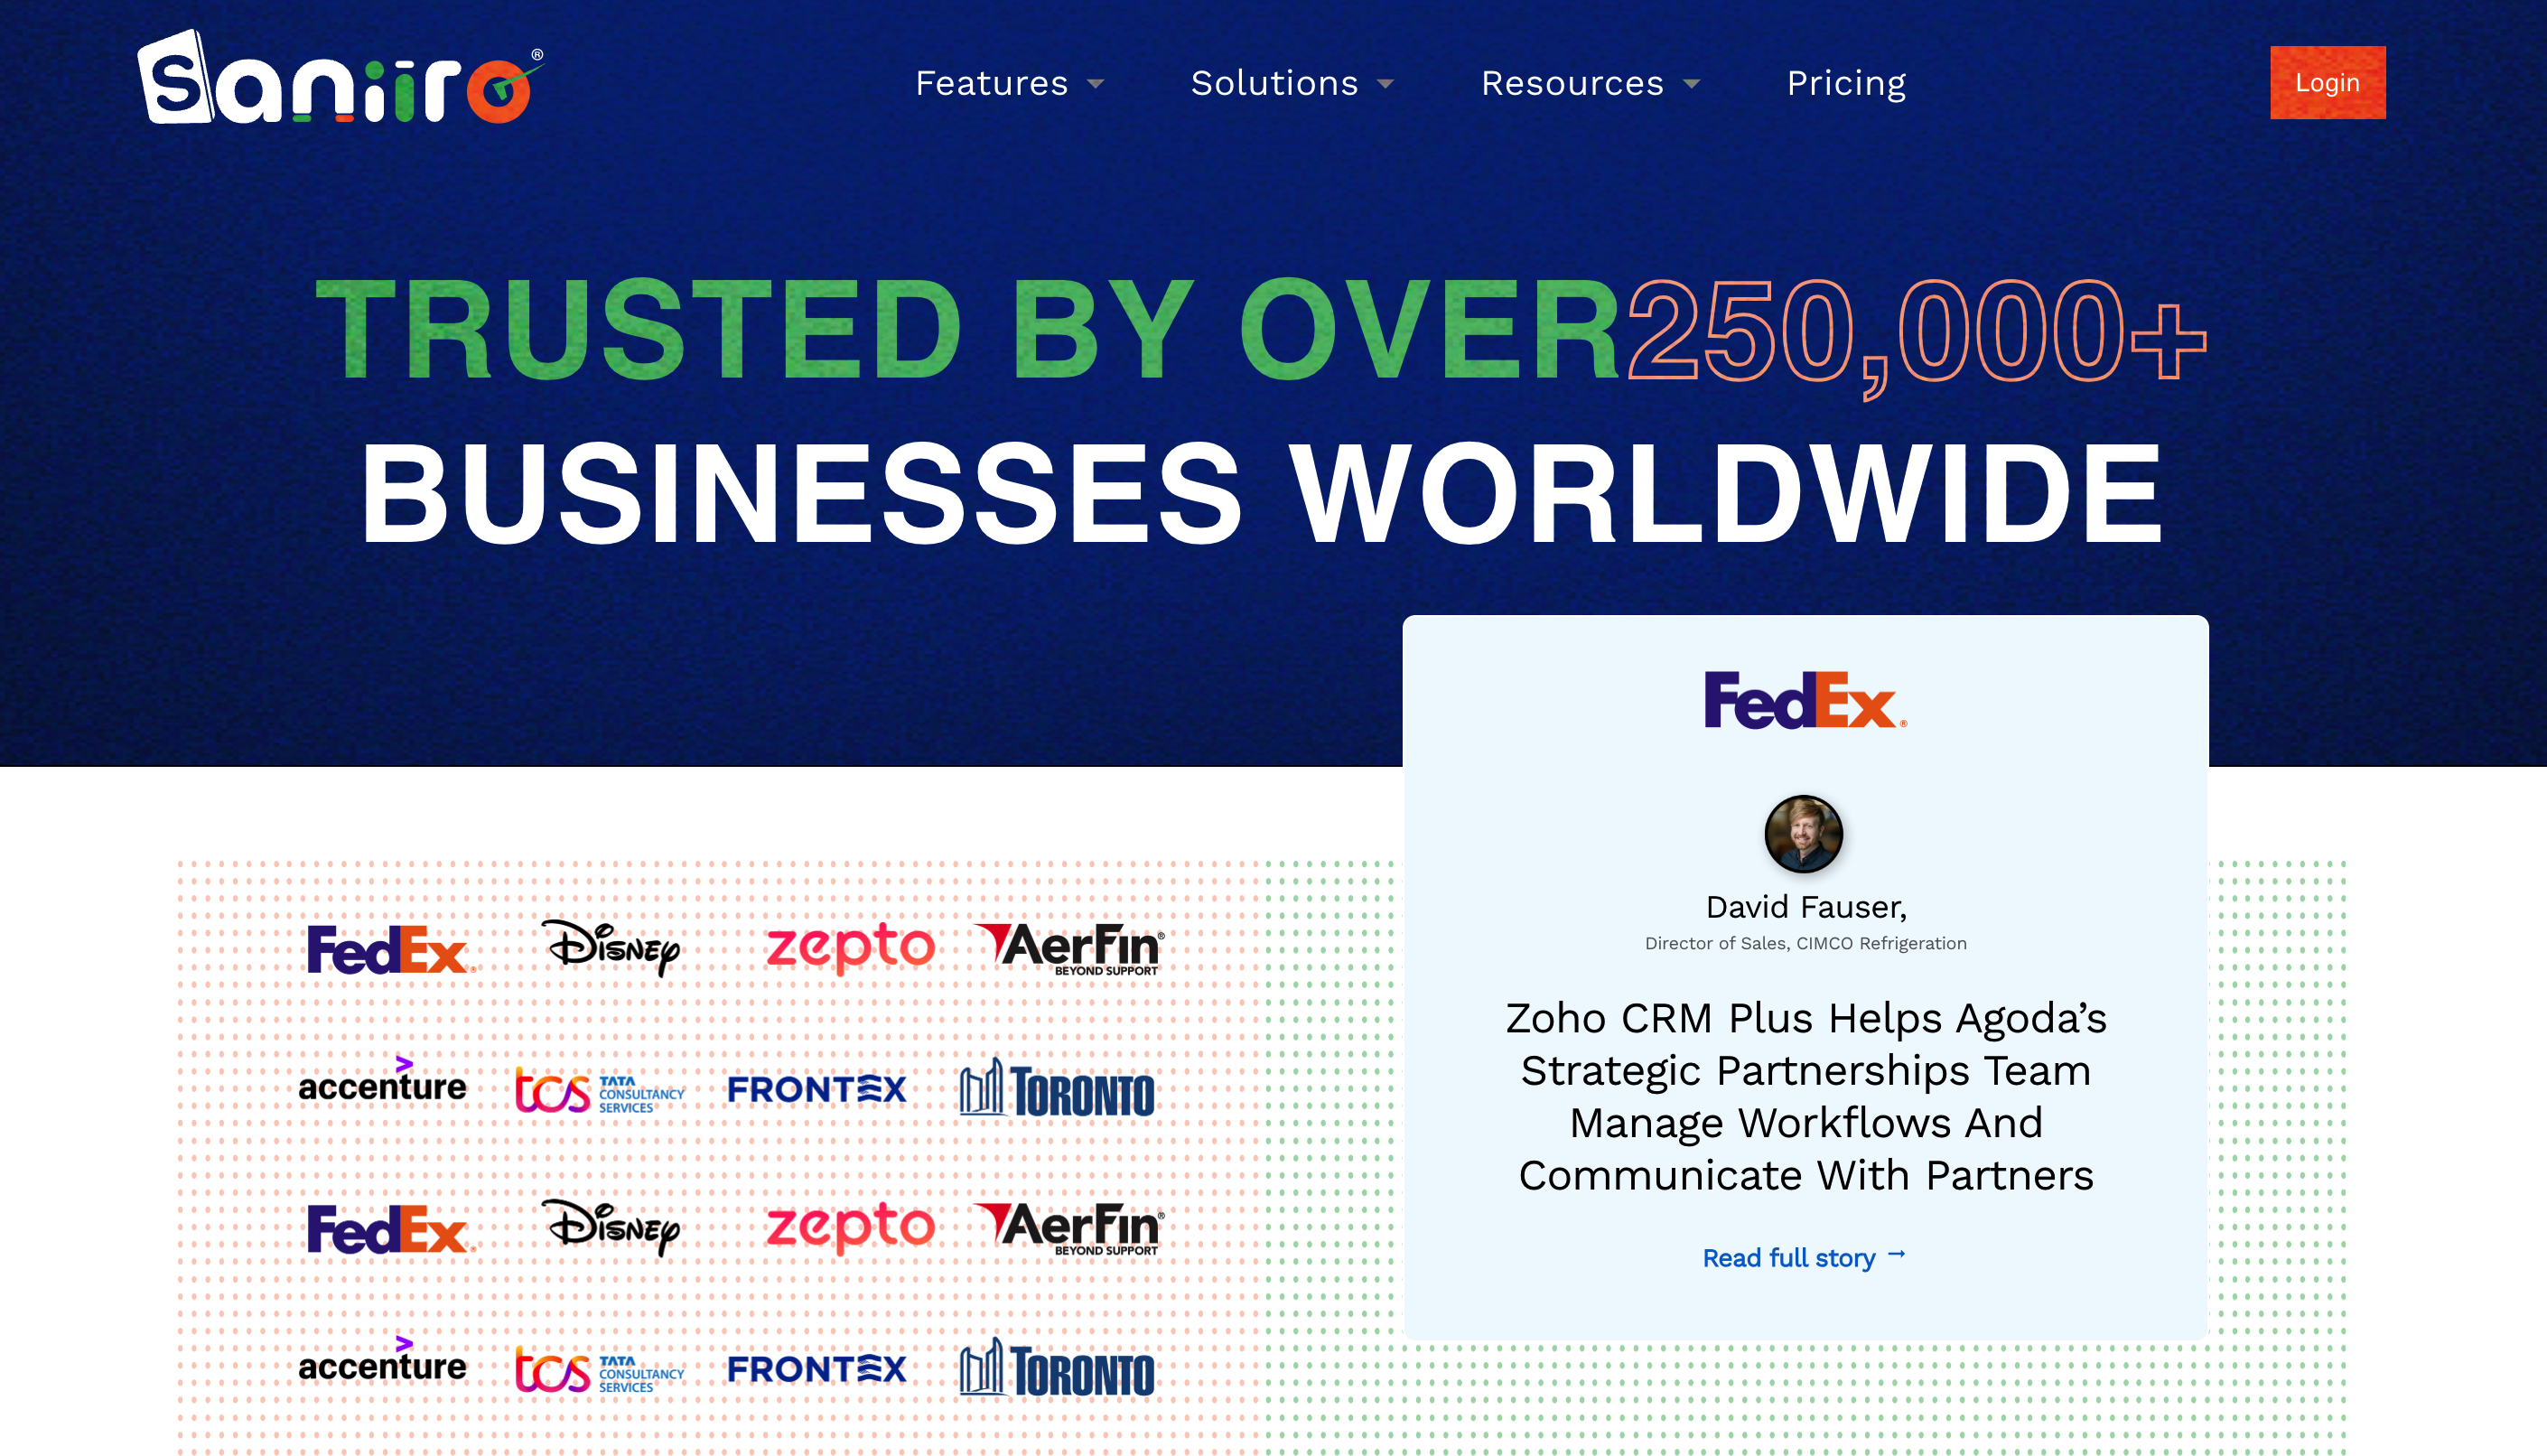 Saniiro®
Features
Solutions
Resources
Pricing
Login
TRUSTED BY OVER250,000+
BUSINESSES WORLDWIDE
FedEx®
David Fauser,
Director of Sales, CIMCO Refrigeration
Zoho CRM Plus Helps Agoda’s
Strategic Partnerships Team
Manage Workflows And
Communicate With Partners
Read full story →
FedEx®
Disney
zepto
AerFin®
BEYOND SUPPORT
accenture
tcs TATA
CONSULTANCY
SERVICES
FRONTEX
TORONTO
FedEx®
Disney
zepto
AerFin®
BEYOND SUPPORT
accenture
tcs TATA
CONSULTANCY
SERVICES
FRONTEX
TORONTO